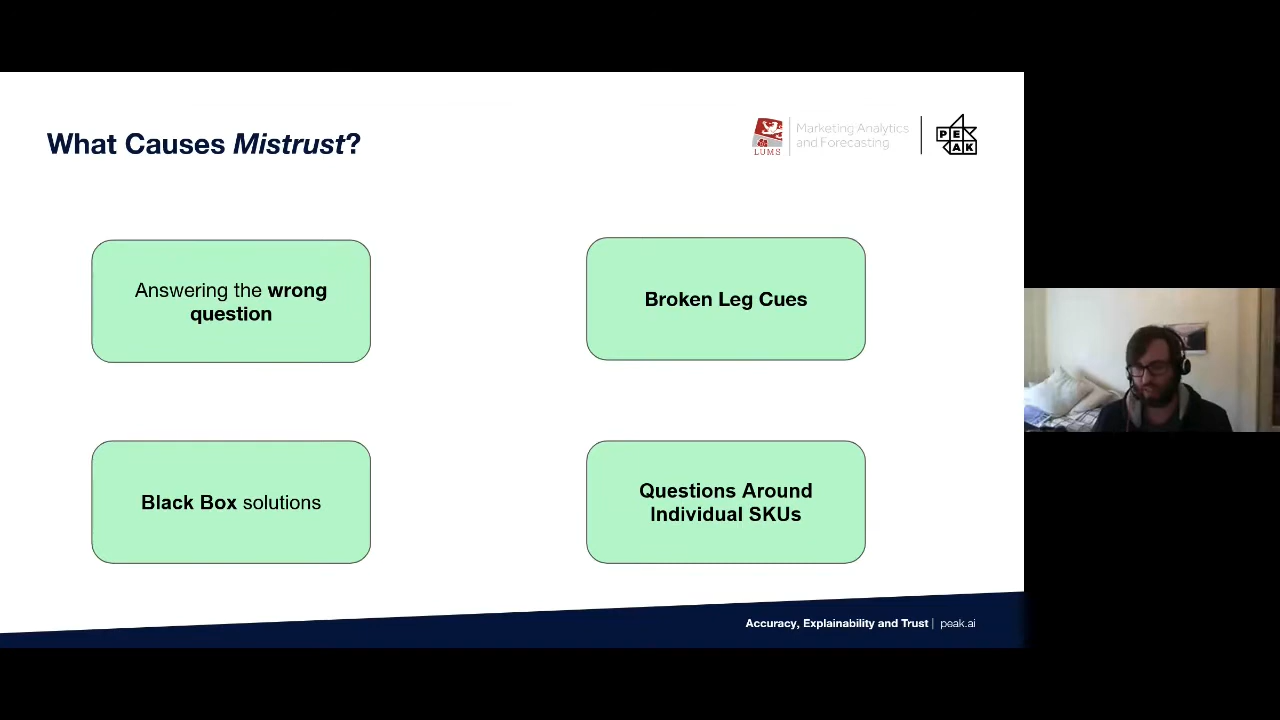 What Causes Mistrust?
LUMS
Marketing Analytics
and Forecasting
PE
AK
Answering the wrong
question
Broken Leg Cues
Black Box solutions
Questions Around
Individual SKUs
Accuracy, Explainability and Trust | peak.ai